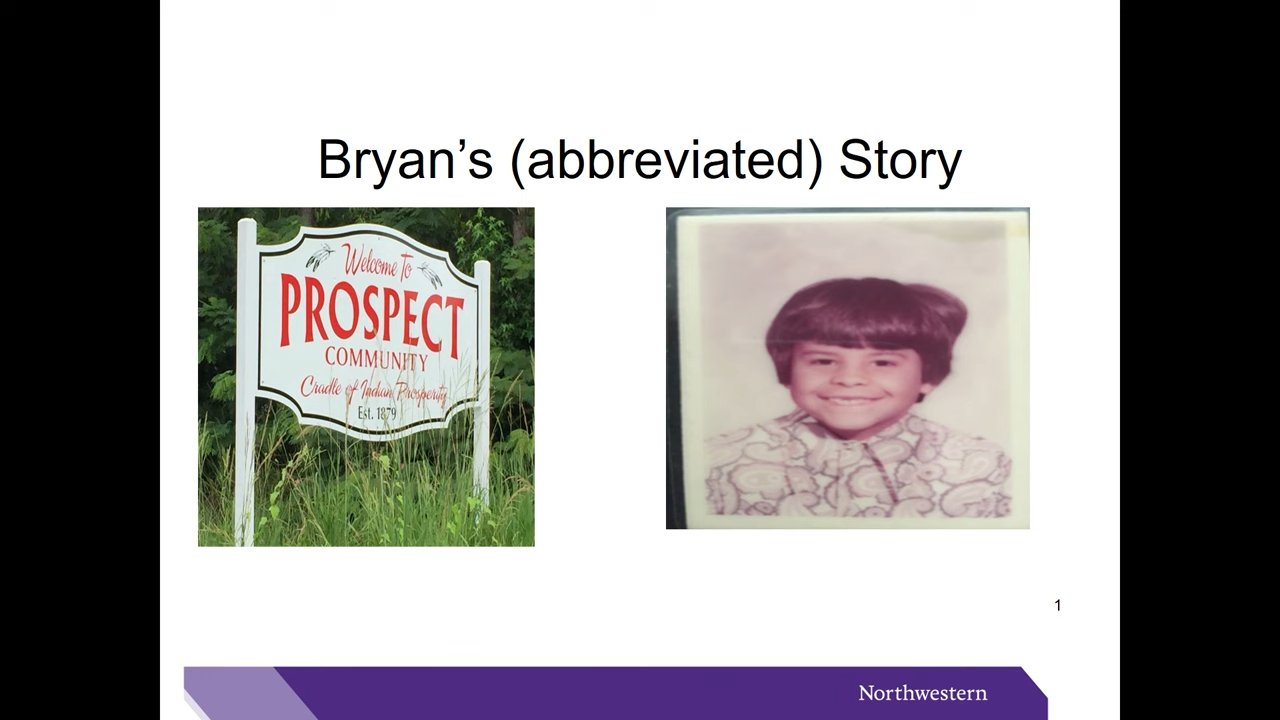 Bryan’s (abbreviated) Story
Welcome To
PROSPECT
COMMUNITY
Cradle of Indian Prosperity
Est. 1879
1
Northwestern